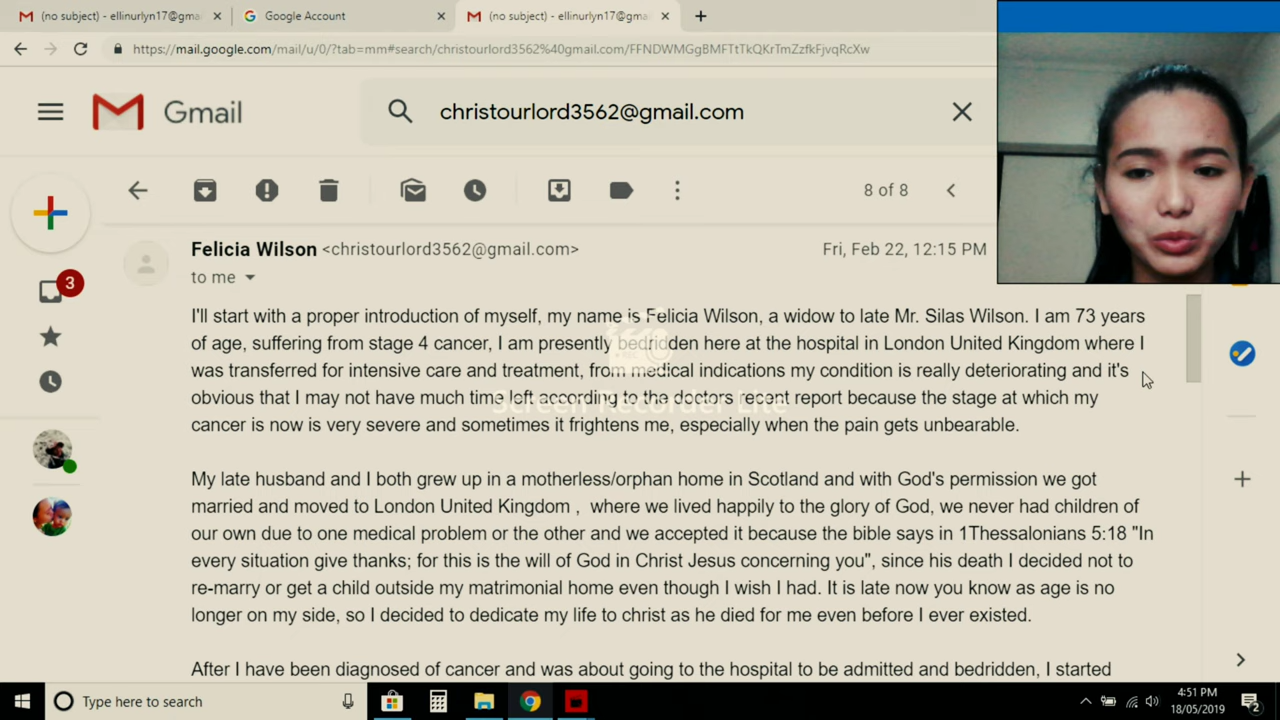 (no subject) - ellinurlyn17@gma
Google Account
(no subject) - ellinurlyn17@gma
https://mail.google.com/mail/u/0/?tab=mm#search/christourlord3562%40gmail.com/FFNDWMGgBMFTtTkQKrTmZzfkFjvqRcXw
Gmail
christourlord3562@gmail.com
8 of 8
3
Felicia Wilson <christourlord3562@gmail.com>
Fri, Feb 22, 12:15 PM
to me
I'll start with a proper introduction of myself, my name is Felicia Wilson, a widow to late Mr. Silas Wilson. I am 73 years
of age, suffering from stage 4 cancer, I am presently bedridden here at the hospital in London United Kingdom where I
was transferred for intensive care and treatment, from medical indications my condition is really deteriorating and it's
obvious that I may not have much time left according to the doctors recent report because the stage at which my
cancer is now is very severe and sometimes it frightens me, especially when the pain gets unbearable.
Screen Recorder Lite
My late husband and I both grew up in a motherless/orphan home in Scotland and with God's permission we got
married and moved to London United Kingdom , where we lived happily to the glory of God, we never had children of
our own due to one medical problem or the other and we accepted it because the bible says in 1Thessalonians 5:18 "In
every situation give thanks; for this is the will of God in Christ Jesus concerning you", since his death I decided not to
re-marry or get a child outside my matrimonial home even though I wish I had. It is late now you know as age is no
longer on my side, so I decided to dedicate my life to christ as he died for me even before I ever existed.
After I have been diagnosed of cancer and was about going to the hospital to be admitted and bedridden, I started
Type here to search
4:51 PM
18/05/2019
2